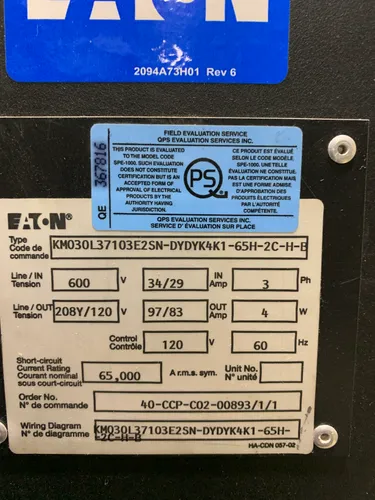 EATON
2094A73H01 Rev 6
FIELD EVALUATION SERVICE
QPS EVALUATION SERVICES INC.
THIS PRODUCT IS EVALUATED
TO THE MODEL CODE
SPE-1000. SUCH EVALUATION
DOES NOT CONSTITUTE
CERTIFICATION BUT IS AN
ACCEPTED FORM OF
APPROVAL OF ELECTRICAL
PRODUCTS BY THE
AUTHORITY HAVING
JURISDICTION.
QPS
CE PRODUIT EST ÉVALUÉ
SELON LE CODE MODÈLE.
SPE-1000. UNE TELLE
ÉVALUATION N'EST PAS
UNE CERTIFICATION MAIS
EST UNE FORME ADMISE
D'APPROBATION DES
PRODUITS ÉLECTRIQUES
PAR L'AUTORITÉ
COMPÉTENTE.
QE 367816
QPS EVALUATION SERVICES INC.
SERVICE D' ÉVALUATION SUR PLACE
EATON
Type
Code de
commande
KM030L37103E2SN-DYDYK4K1-65H-2C-H-B
Line / IN
Tension
600 V
34/29
IN
Amp
3 Ph
Line / OUT
Tension
208Y/120 V
97/83
OUT
Amp
4 W
Control
Contrôle
120 V
60 Hz
Short-circuit
Current Rating
Courant nominal
sous court-circuit
65,000 A r.m.s. sym.
Unit No.
N° unité
Order No.
N° de commande
40-CCP-C02-00893/1/1
Wiring Diagram
N° de diagramme
KM030L37103E2SN-DYDYK4K1-65H-
-2C-H-B
HA-CDN 057-02